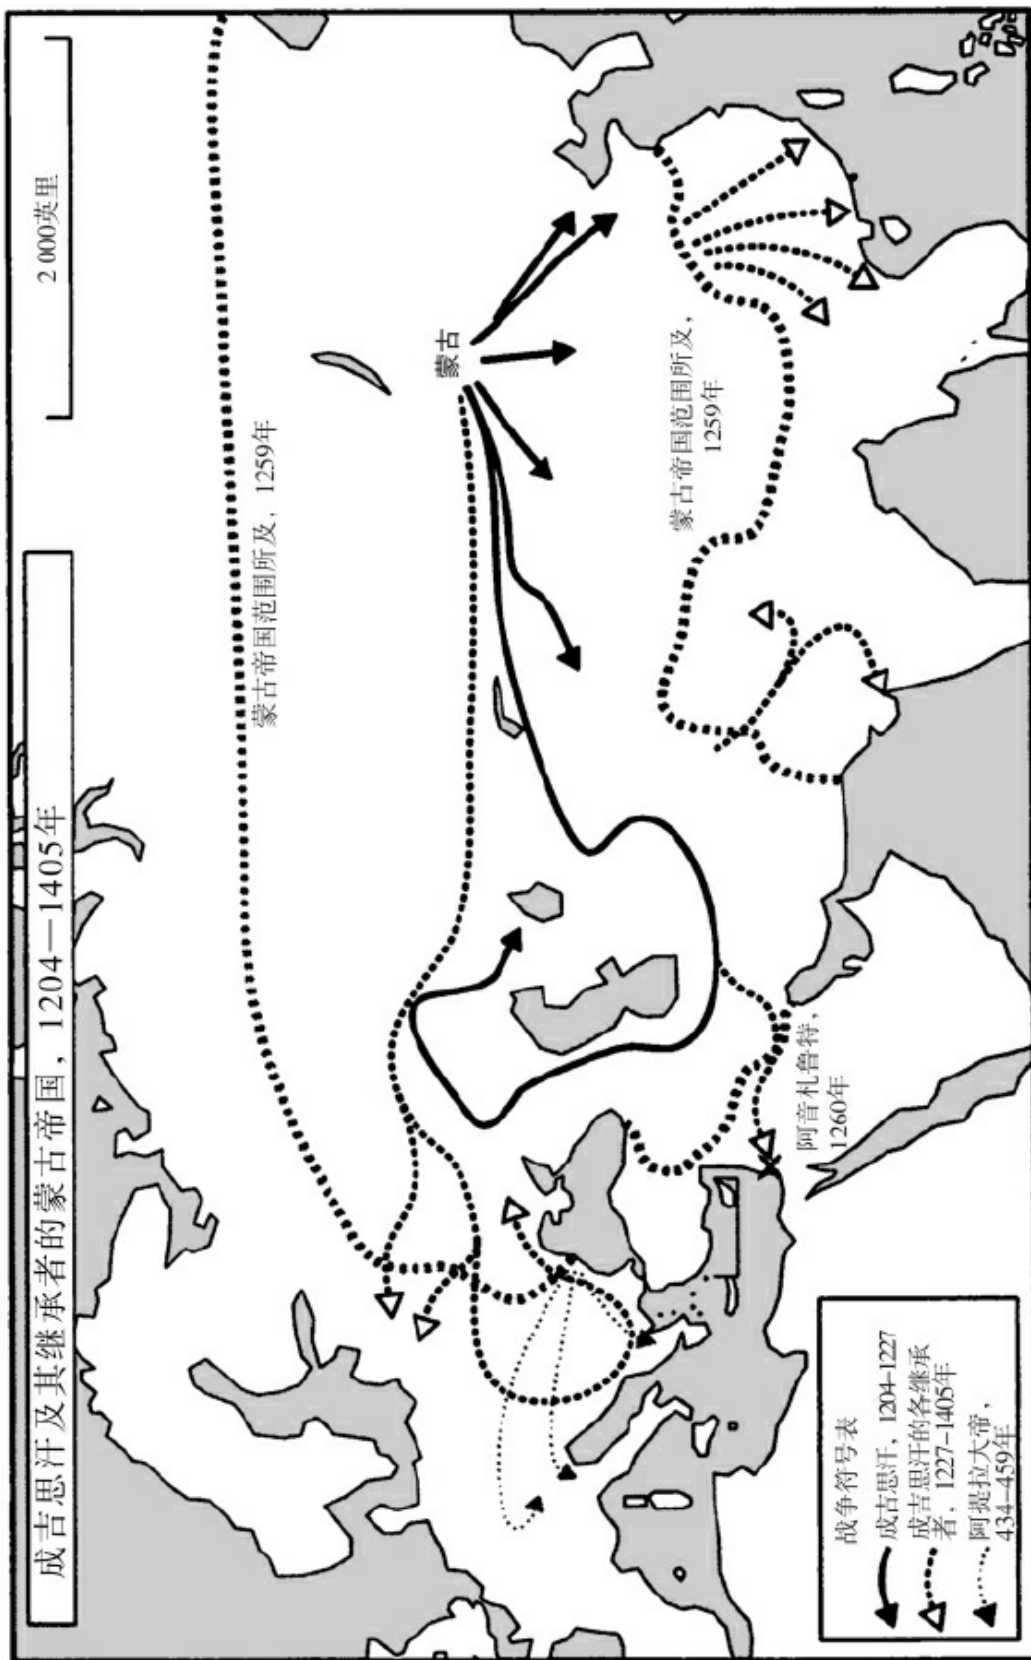 成吉思汗及其继承者的蒙古帝国，1204—1405年
2 000英里
蒙古帝国范围所及，1259年
蒙古
蒙古帝国范围所及，
1259年
阿音札鲁特，
1260年
战争符号表
成吉思汗，1204-1227
成吉思汗的各继承
者，1227-1405年
阿提拉大帝，
434-459年